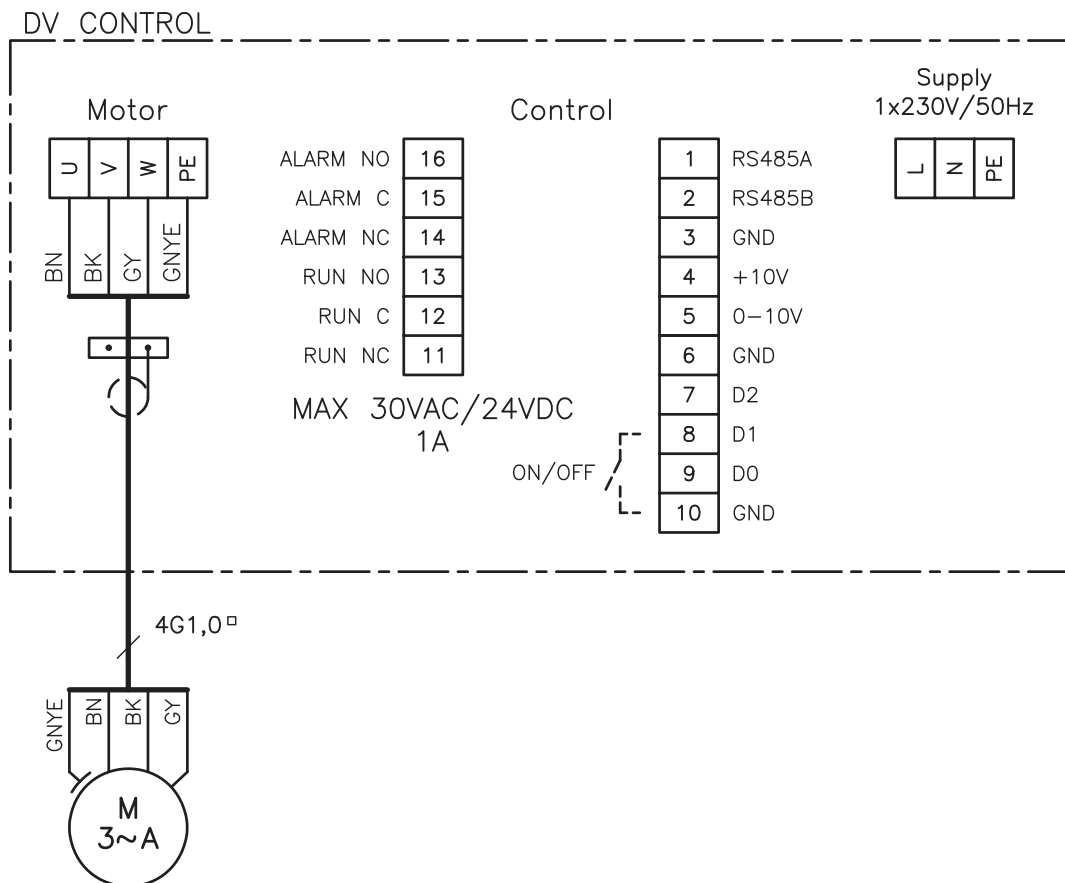 DV CONTROL
Motor
U V W PE
BN BK GY GNYE
Control
ALARM NO 16
ALARM C 15
ALARM NC 14
RUN NO 13
RUN C 12
RUN NC 11
MAX 30VAC/24VDC
1A
ON/OFF
1 RS485A
2 RS485B
3 GND
4 +10V
5 0-10V
6 GND
7 D2
8 D1
9 D0
10 GND
Supply
1x230V/50Hz
L N PE
4G1,0□
GNYE BN BK GY
M
3~A